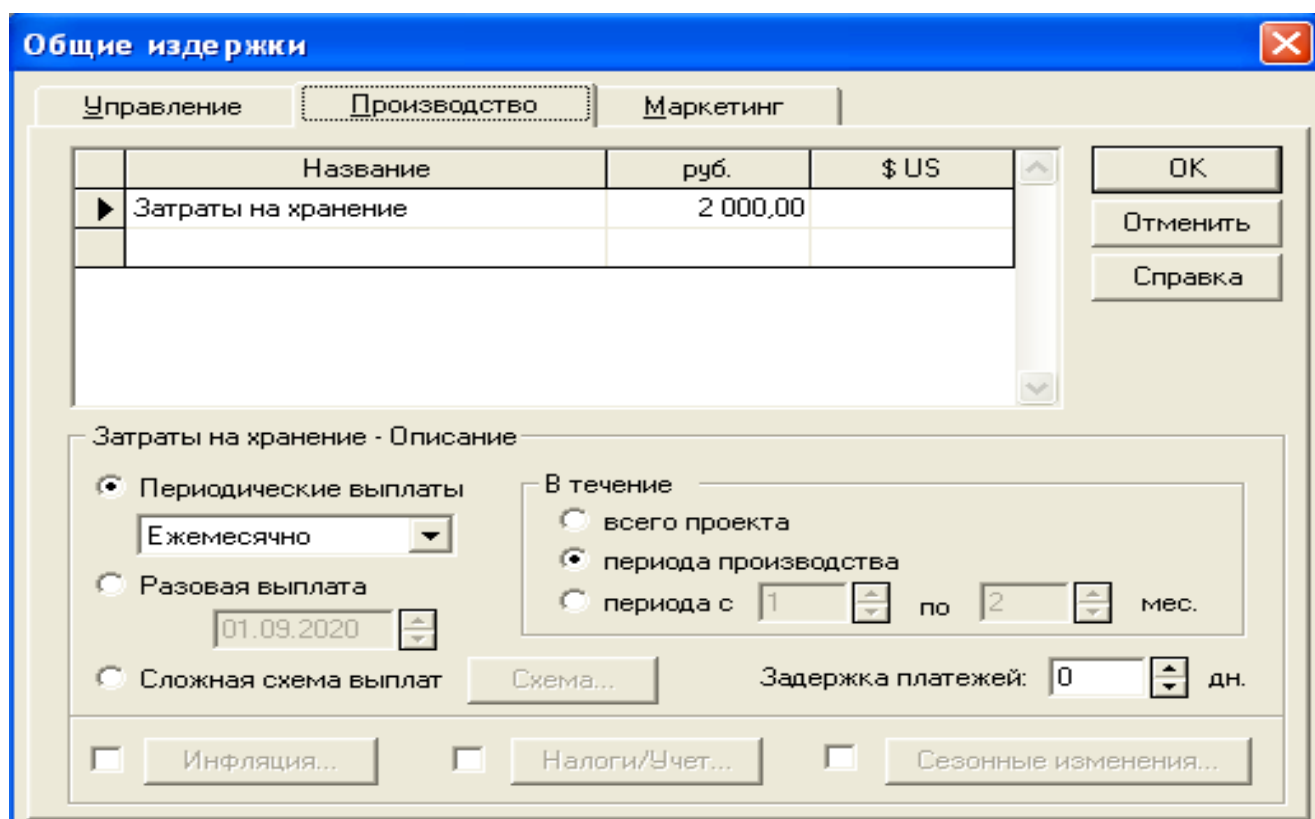 Общие издержки
Управление Производство Маркетинг
Название руб. $ US
Затраты на хранение 2 000,00
OK
Отменить
Справка
Затраты на хранение - Описание
Периодические выплаты
Ежемесячно
Разовая выплата
01.09.2020
Сложная схема выплат Схема...
В течение
всего проекта
периода производства
периода с 1 по 2 мес.
Задержка платежей: 0 дн.
Инфляция... Налоги/Учет... Сезонные изменения...